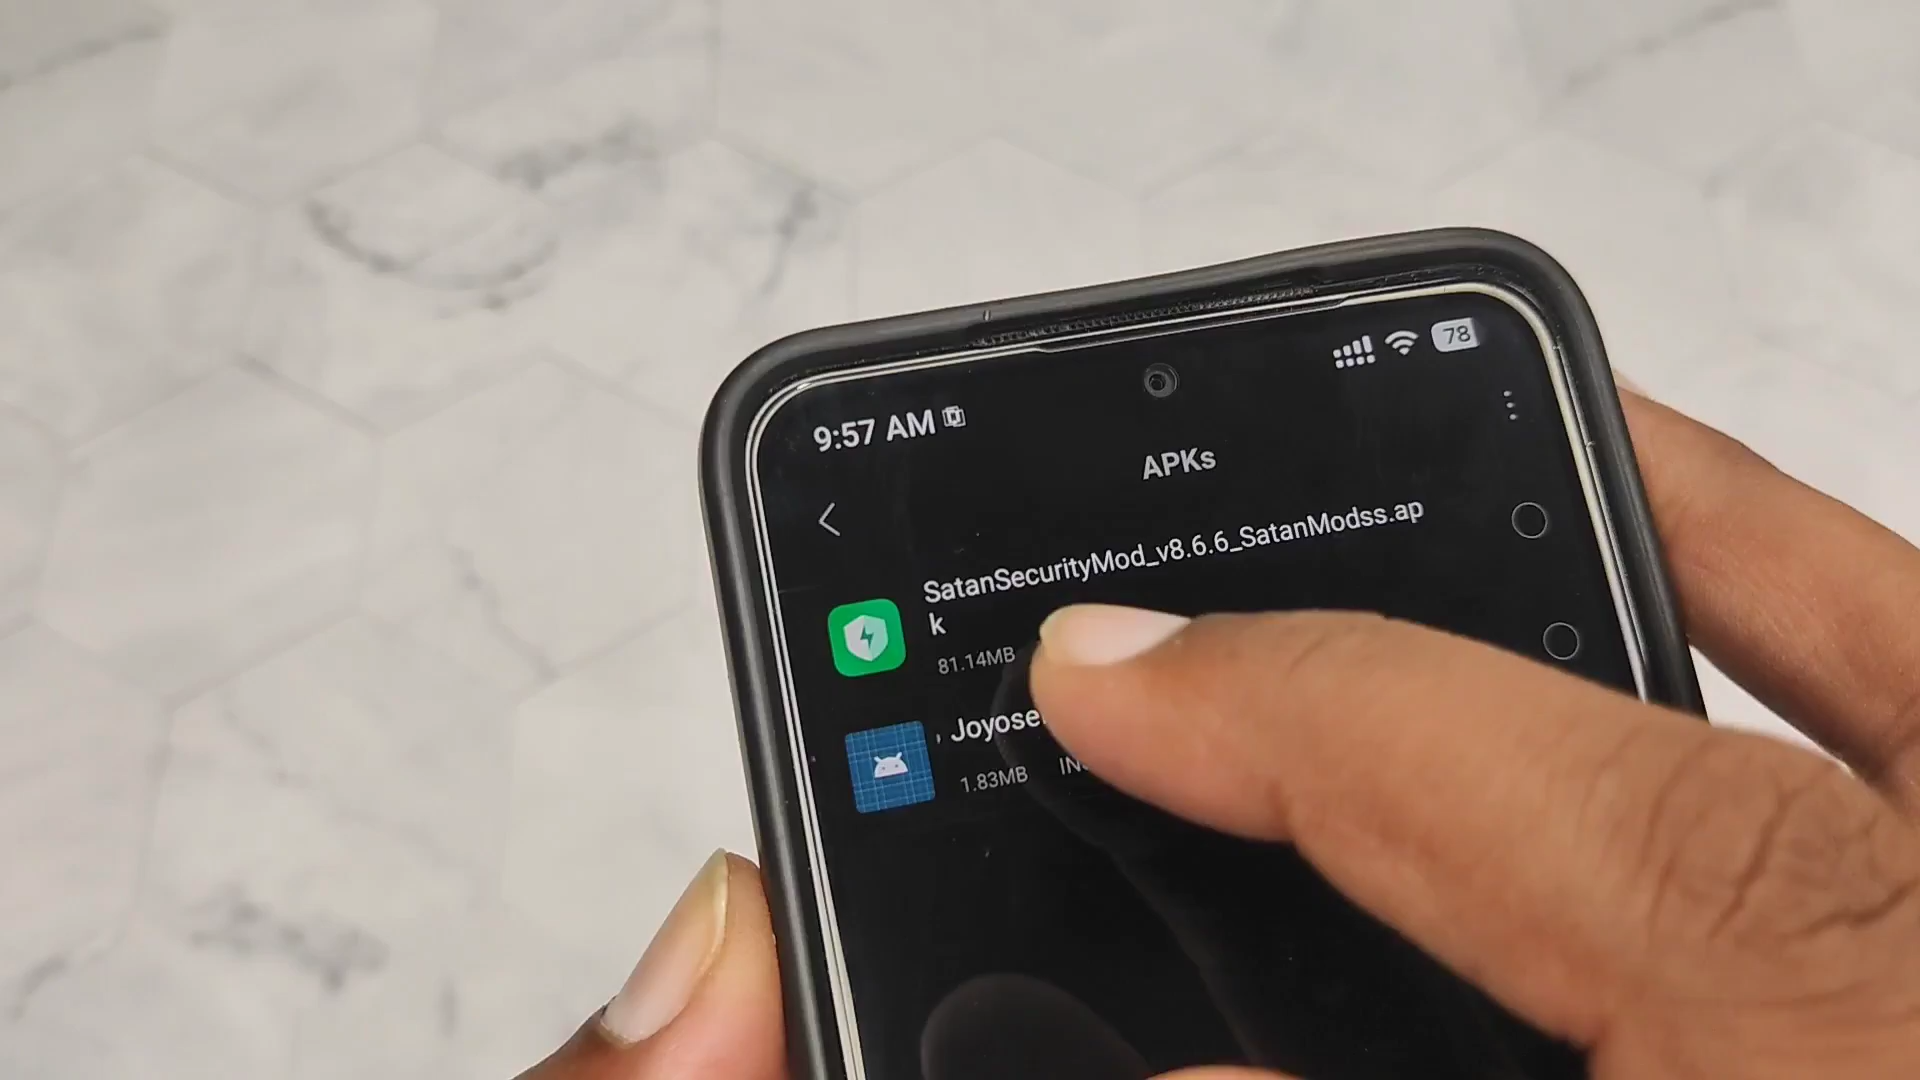 78
9:57 AM
APKs
SatanSecurityMod_v8.6.6_SatanModss.ap
k
81.14MB
, Joyose
1.83MB